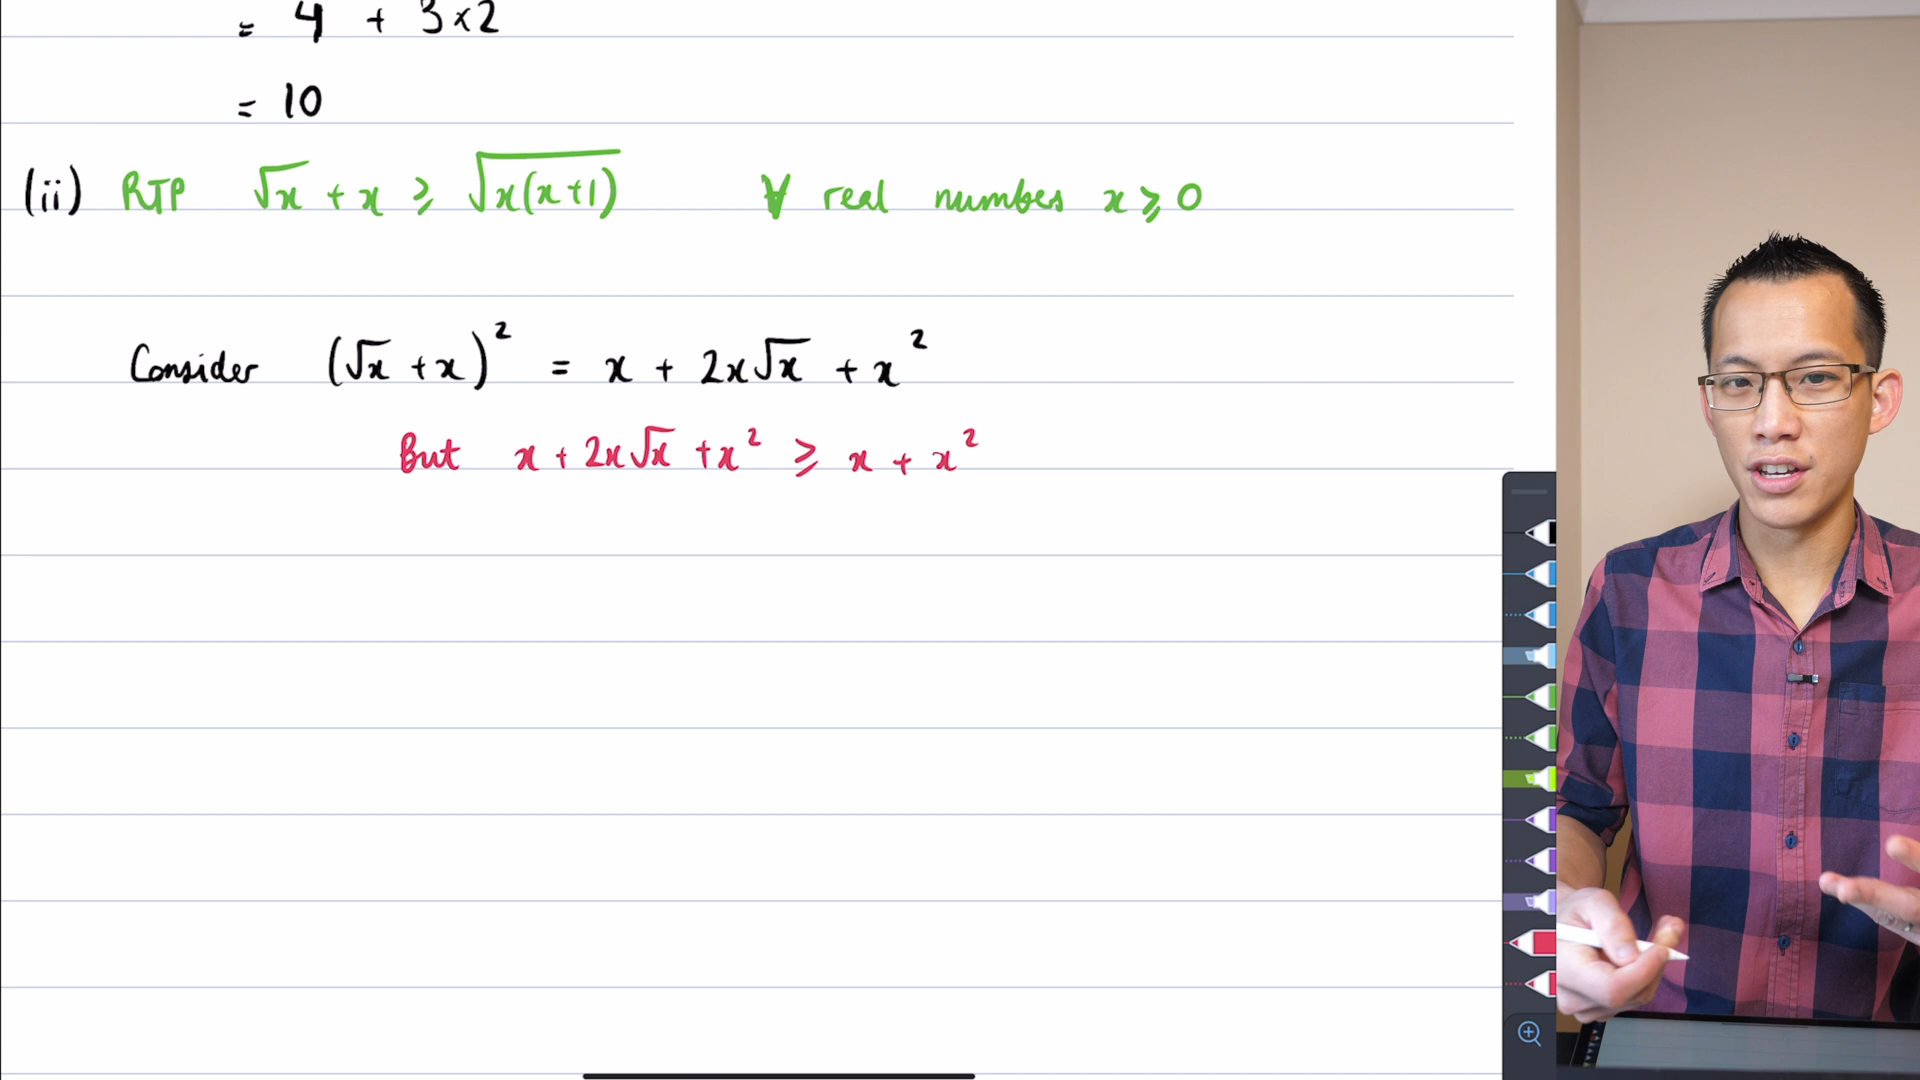 = 4 + 3×2
= 10
(ii) RTP √x + x ⩾ √x(x+1) ∀ real numbers x ⩾ 0
Consider (√x + x)² = x + 2x√x + x²
But x + 2x√x + x² ⩾ x + x²